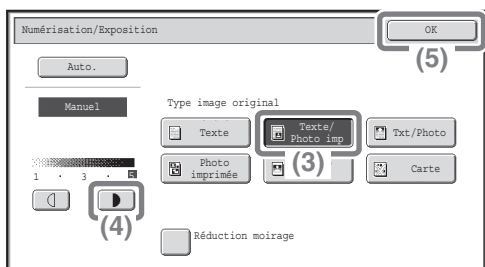 Numérisation/Exposition
OK
(5)
Auto.
Manuel
Type image original
Texte
Texte/
Photo imp
Txt/Photo
(3)
Photo
imprimée
Carte
1 · 3 · 5
(4)
Réduction moirage